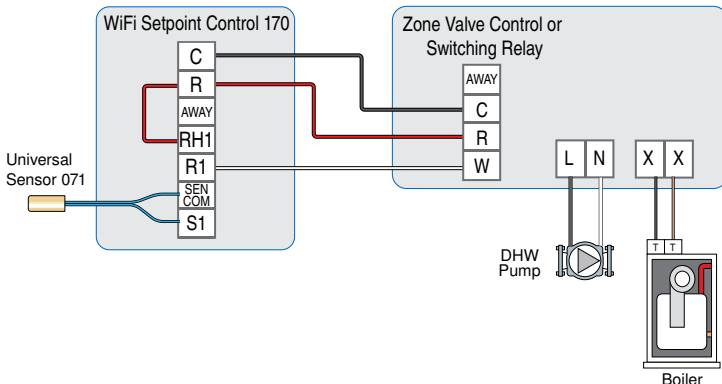 WiFi Setpoint Control 170
C
R
AWAY
RH1
R1
SEN
COM
S1
Universal
Sensor 071
Zone Valve Control or
Switching Relay
AWAY
C
R
W
L N X X
DHW
Pump
T T
Boiler